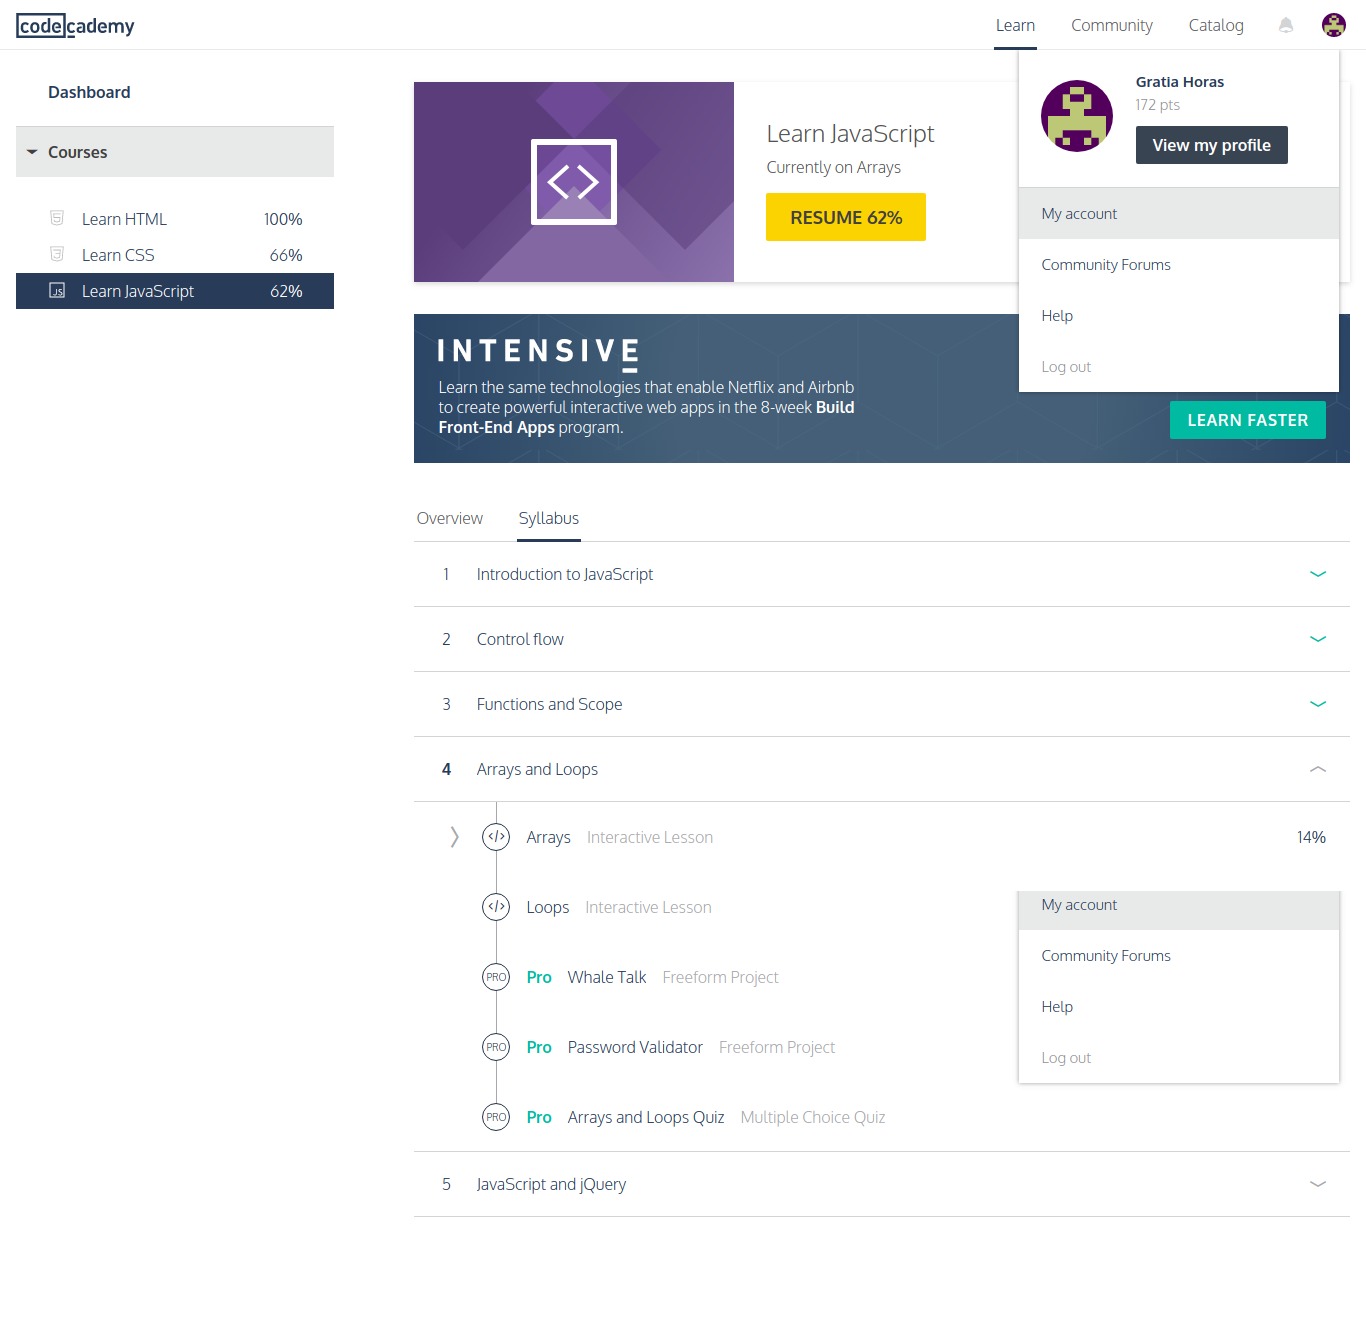 codecademy
Learn Community Catalog
Dashboard
Courses
Learn HTML 100%
Learn CSS 66%
Learn JavaScript 62%
Learn JavaScript
Currently on Arrays
RESUME 62%
Gratia Horas
172 pts
View my profile
My account
Community Forums
Help
Log out
INTENSIVE
Learn the same technologies that enable Netflix and Airbnb
to create powerful interactive web apps in the 8-week Build
Front-End Apps program.
LEARN FASTER
Overview Syllabus
1 Introduction to JavaScript
2 Control flow
3 Functions and Scope
4 Arrays and Loops
</> Arrays Interactive Lesson 14%
</> Loops Interactive Lesson
PRO Pro Whale Talk Freeform Project
PRO Pro Password Validator Freeform Project
PRO Pro Arrays and Loops Quiz Multiple Choice Quiz
My account
Community Forums
Help
Log out
5 JavaScript and jQuery